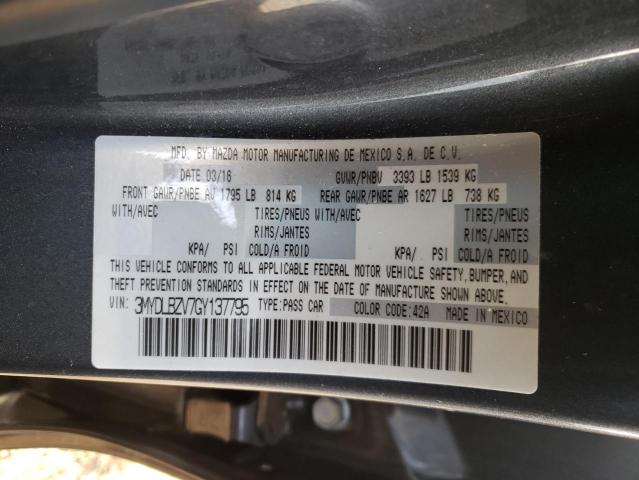 MFD. BY MAZDA MOTOR MANUFACTURING DE MEXICO S.A. DE C.V.
DATE 03/16 GVWR/PNBV 3393 LB 1539 KG
FRONT GAWR/PNBE AV 1795 LB 814 KG REAR GAWR/PNBE AR 1627 LB 738 KG
WITH/AVEC TIRES/PNEUS WITH/AVEC TIRES/PNEUS
RIMS/JANTES RIMS/JANTES
KPA/ PSI COLD/A FROID KPA/ PSI COLD/A FROID
THIS VEHICLE CONFORMS TO ALL APPLICABLE FEDERAL MOTOR VEHICLE SAFETY, BUMPER, AND
THEFT PREVENTION STANDARDS IN EFFECT ON THE DATE OF MANUFACTURE SHOWN ABOVE.
VIN: 3MYDLBZV7GY137795 TYPE:PASS CAR COLOR CODE:42A MADE IN MEXICO